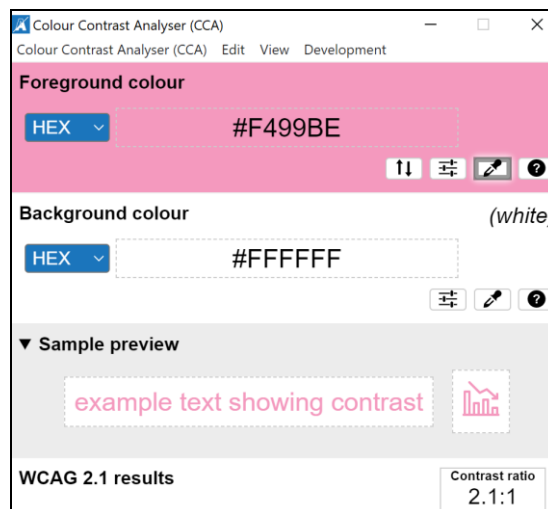 Colour Contrast Analyser (CCA)
Colour Contrast Analyser (CCA) Edit View Development
Foreground colour
HEX #F499BE
Background colour (white)
HEX #FFFFFF
▼ Sample preview
example text showing contrast
WCAG 2.1 results
Contrast ratio
2.1:1